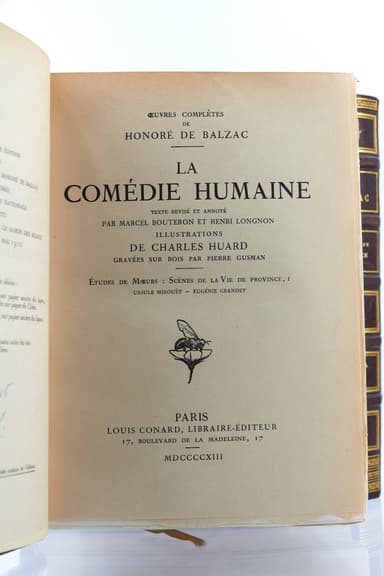 ŒUVRES COMPLÈTES
DE
HONORÉ DE BALZAC
LA
COMÉDIE HUMAINE
TEXTE REVISÉ ET ANNOTÉ
PAR MARCEL BOUTERON ET HENRI LONGNON
ILLUSTRATIONS
DE CHARLES HUARD
GRAVÉES SUR BOIS PAR PIERRE GUSMAN
ÉTUDES DE MŒURS : SCÈNES DE LA VIE DE PROVINCE, I
URSULE MIROUËT — EUGÉNIE GRANDET
PARIS
LOUIS CONARD, LIBRAIRE-ÉDITEUR
17, BOULEVARD DE LA MADELEINE, 17
MDCCCCXIII